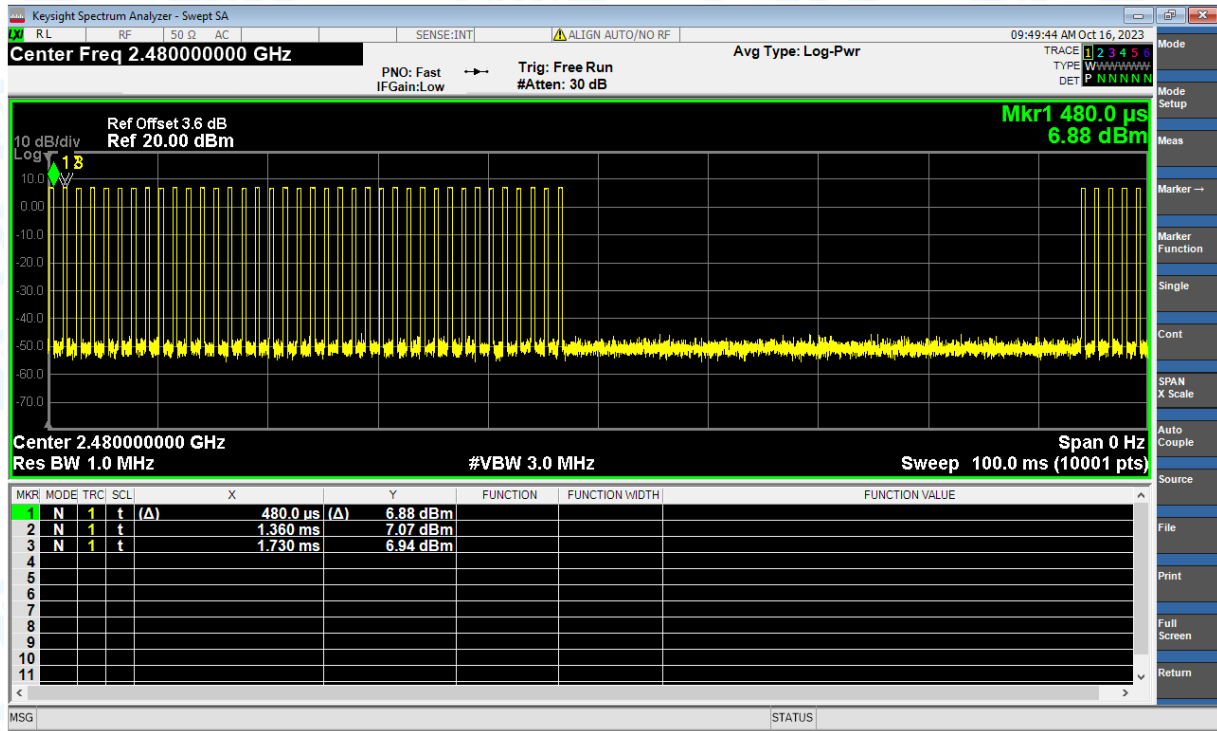 Keysight Spectrum Analyzer - Swept SA
LXI RL RF 50 Ω AC SENSE:INT ALIGN AUTO/NO RF 09:49:44 AM Oct 16, 2023
Center Freq 2.480000000 GHz
Avg Type: Log-Pwr
TRACE 1 2 3 4 5 6
PNO: Fast Trig: Free Run
TYPE WWWWWW
IFGain:Low #Atten: 30 dB
DET P NNNNN
Mkr1 480.0 µs
6.88 dBm
Ref Offset 3.6 dB
10 dB/div Ref 20.00 dBm
Log
1 3
10.0
0.00
-10.0
-20.0
-30.0
-40.0
-50.0
-60.0
-70.0
Center 2.480000000 GHz Span 0 Hz
Res BW 1.0 MHz #VBW 3.0 MHz Sweep 100.0 ms (10001 pts)
MKR MODE TRC SCL X Y FUNCTION FUNCTION WIDTH FUNCTION VALUE
1 N 1 t (Δ) 480.0 µs (Δ) 6.88 dBm
2 N 1 t 1.360 ms 7.07 dBm
3 N 1 t 1.730 ms 6.94 dBm
4
5
6
7
8
9
10
11
MSG STATUS
Mode
Mode
Setup
Meas
Marker →
Marker
Function
Single
Cont
SPAN
X Scale
Auto
Couple
Source
File
Print
Full
Screen
Return